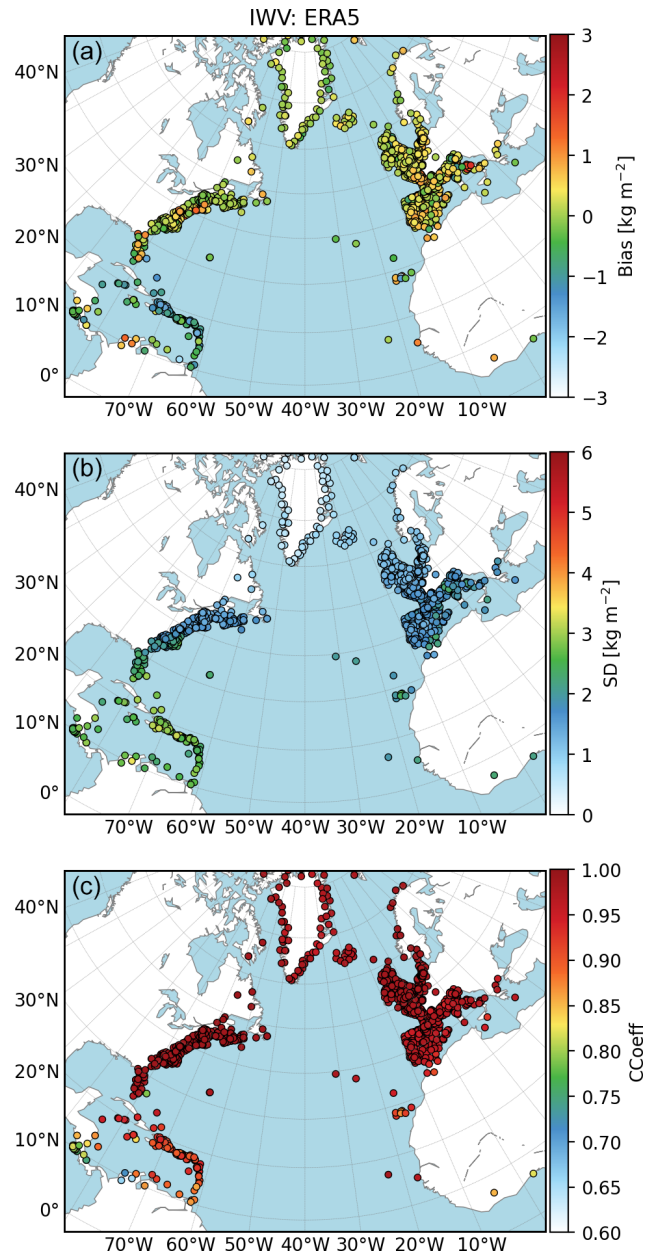 IWV: ERA5
(a)
40°N
30°N
20°N
10°N
0°
70°W 60°W 50°W 40°W 30°W 20°W 10°W
3
2
1
0
−1
−2
−3
Bias [kg m⁻²]
(b)
40°N
30°N
20°N
10°N
0°
70°W 60°W 50°W 40°W 30°W 20°W 10°W
6
5
4
3
2
1
0
SD [kg m⁻²]
(c)
40°N
30°N
20°N
10°N
0°
70°W 60°W 50°W 40°W 30°W 20°W 10°W
1.00
0.95
0.90
0.85
0.80
0.75
0.70
0.65
0.60
CCoeff